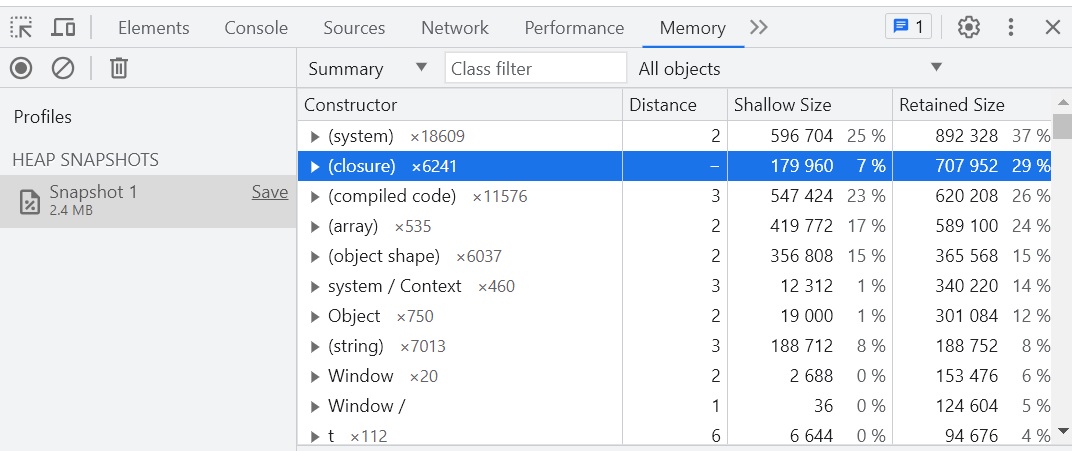 Elements Console Sources Network Performance Memory 1
Summary Class filter All objects
Profiles
HEAP SNAPSHOTS
Snapshot 1 Save
2.4 MB
Constructor Distance Shallow Size Retained Size
(system) ×18609 2 596 704 25 % 892 328 37 %
(closure) ×6241 – 179 960 7 % 707 952 29 %
(compiled code) ×11576 3 547 424 23 % 620 208 26 %
(array) ×535 2 419 772 17 % 589 100 24 %
(object shape) ×6037 2 356 808 15 % 365 568 15 %
system / Context ×460 3 12 312 1 % 340 220 14 %
Object ×750 2 19 000 1 % 301 084 12 %
(string) ×7013 3 188 712 8 % 188 752 8 %
Window ×20 2 2 688 0 % 153 476 6 %
Window / 1 36 0 % 124 604 5 %
t ×112 6 6 644 0 % 94 676 4 %